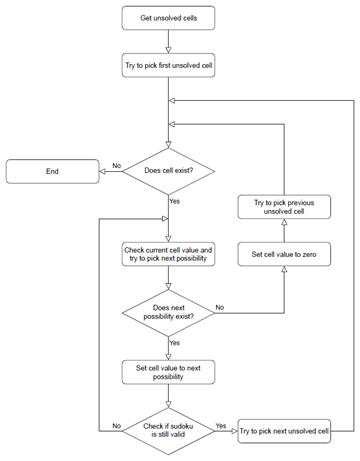 Get unsolved cells
Try to pick first unsolved cell
Does cell exist?
No
End
Yes
Check current cell value and
try to pick next possibility
Does next
possibility exist?
No
Set cell value to zero
Try to pick previous
unsolved cell
Yes
Set cell value to next
possibility
Check if sudoku
is still valid
No
Yes
Try to pick next unsolved cell